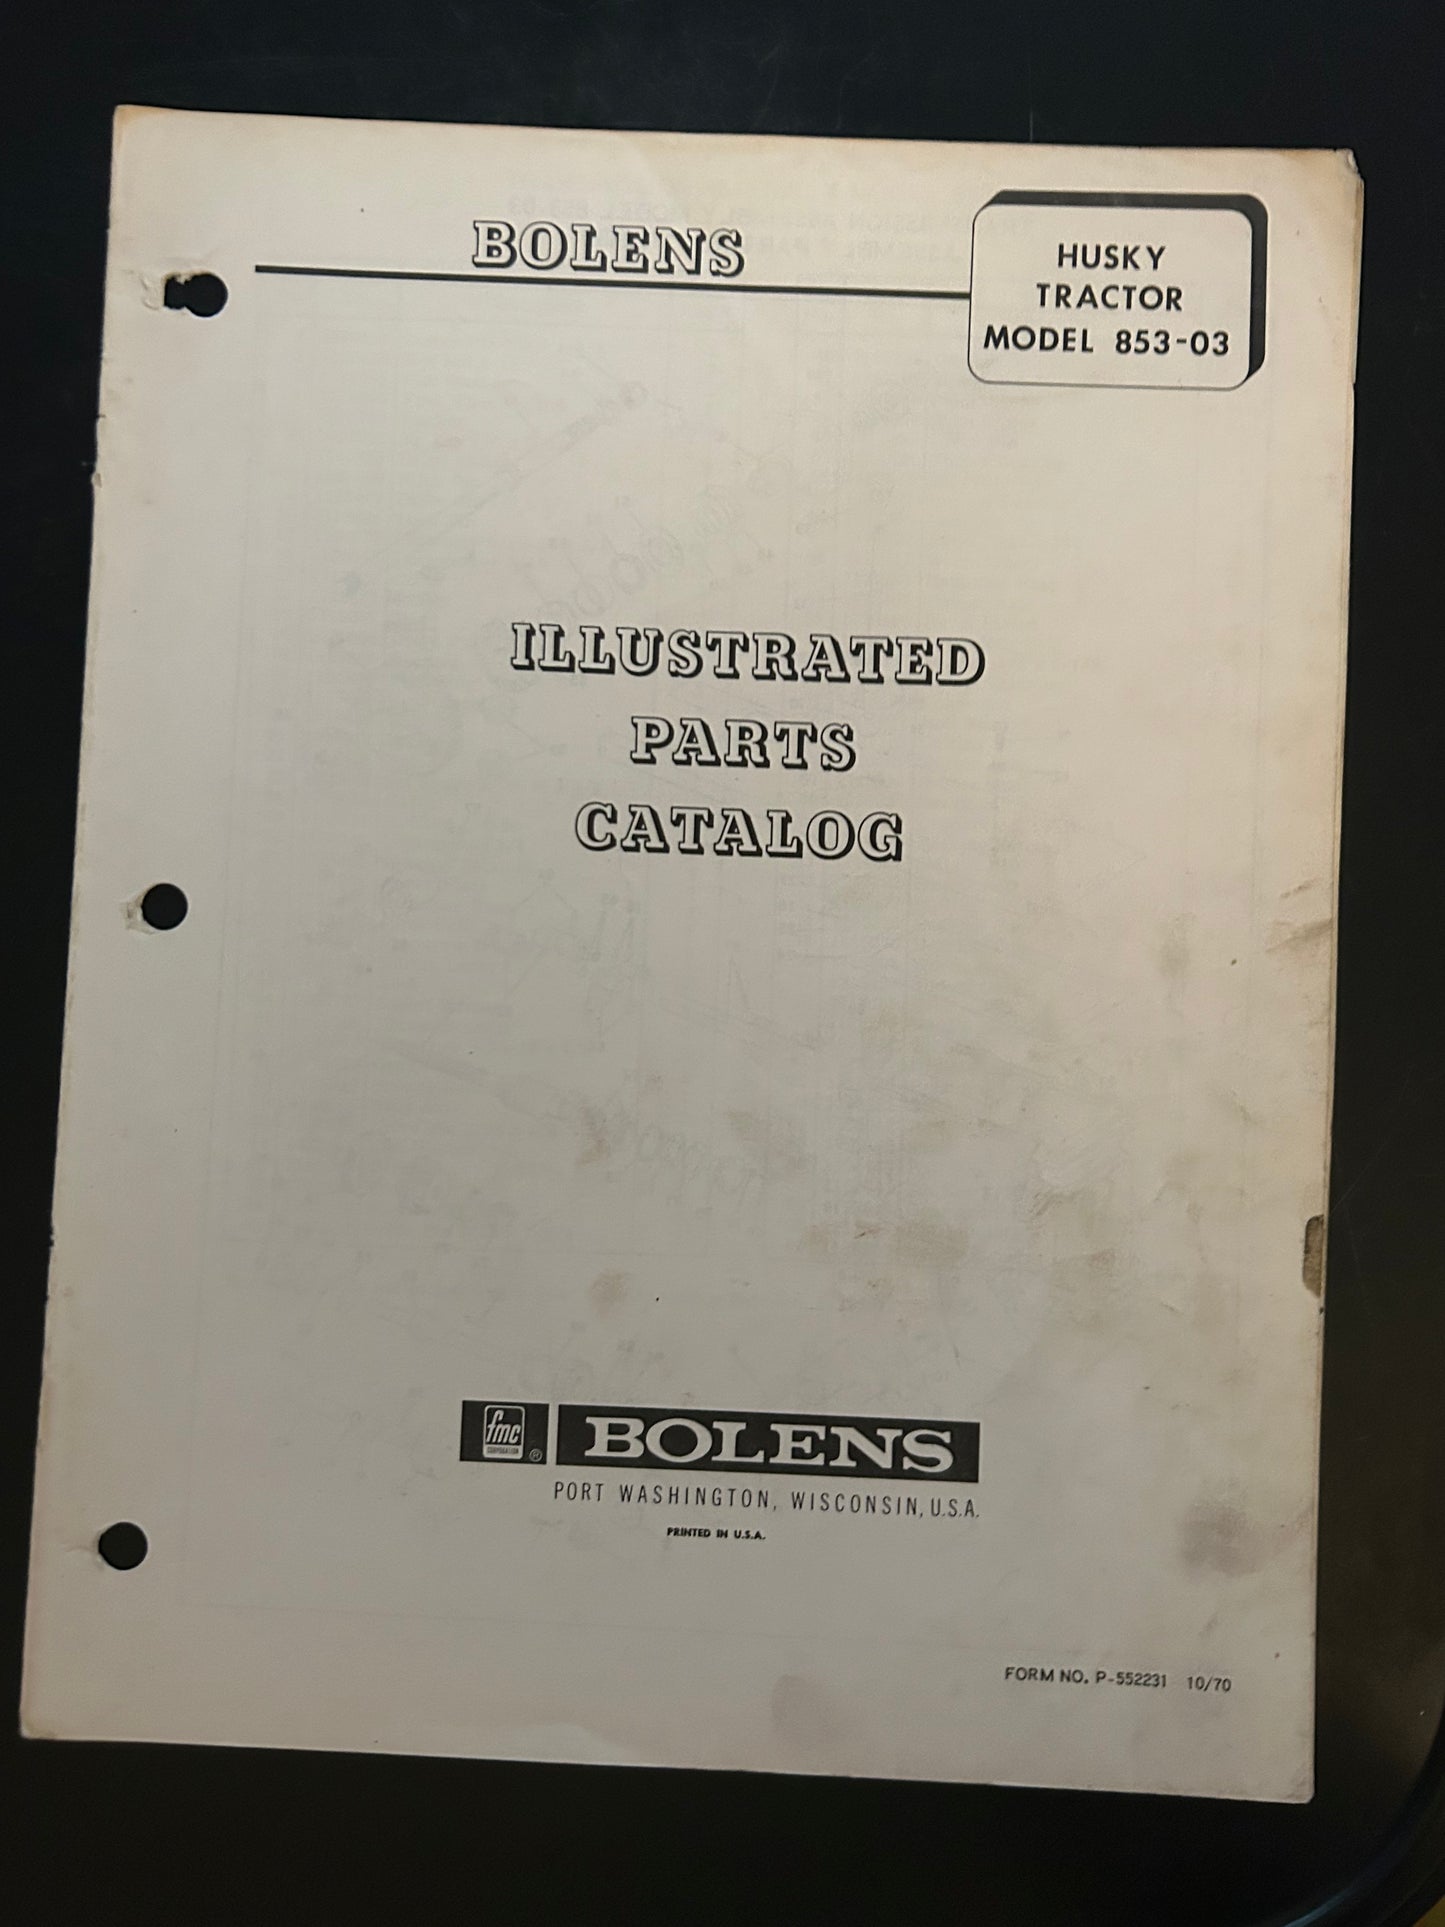 BOLENS
HUSKY
TRACTOR
MODEL 853-03
ILLUSTRATED
PARTS
CATALOG
fmc
CORPORATION
®
BOLENS
PORT WASHINGTON, WISCONSIN, U.S.A.
PRINTED IN U.S.A.
FORM NO. P-552231 10/70